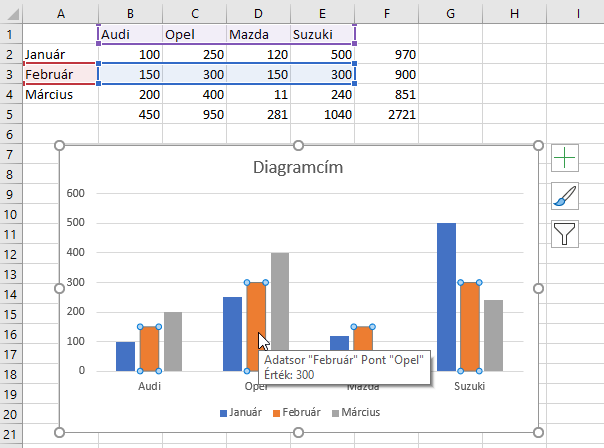 A B C D E F G H I
1 Audi Opel Mazda Suzuki
2 Január 100 250 120 500 970
3 Február 150 300 150 300 900
4 Március 200 400 11 240 851
5 450 950 281 1040 2721
6
7
8
9
10
11
12
13
14
15
16
17
18
19
20
21
Diagramcím
600
500
400
300
200
100
0
Adatsor "Február" Pont "Opel"
Érték: 300
Audi Opel Mazda Suzuki
Január Február Március